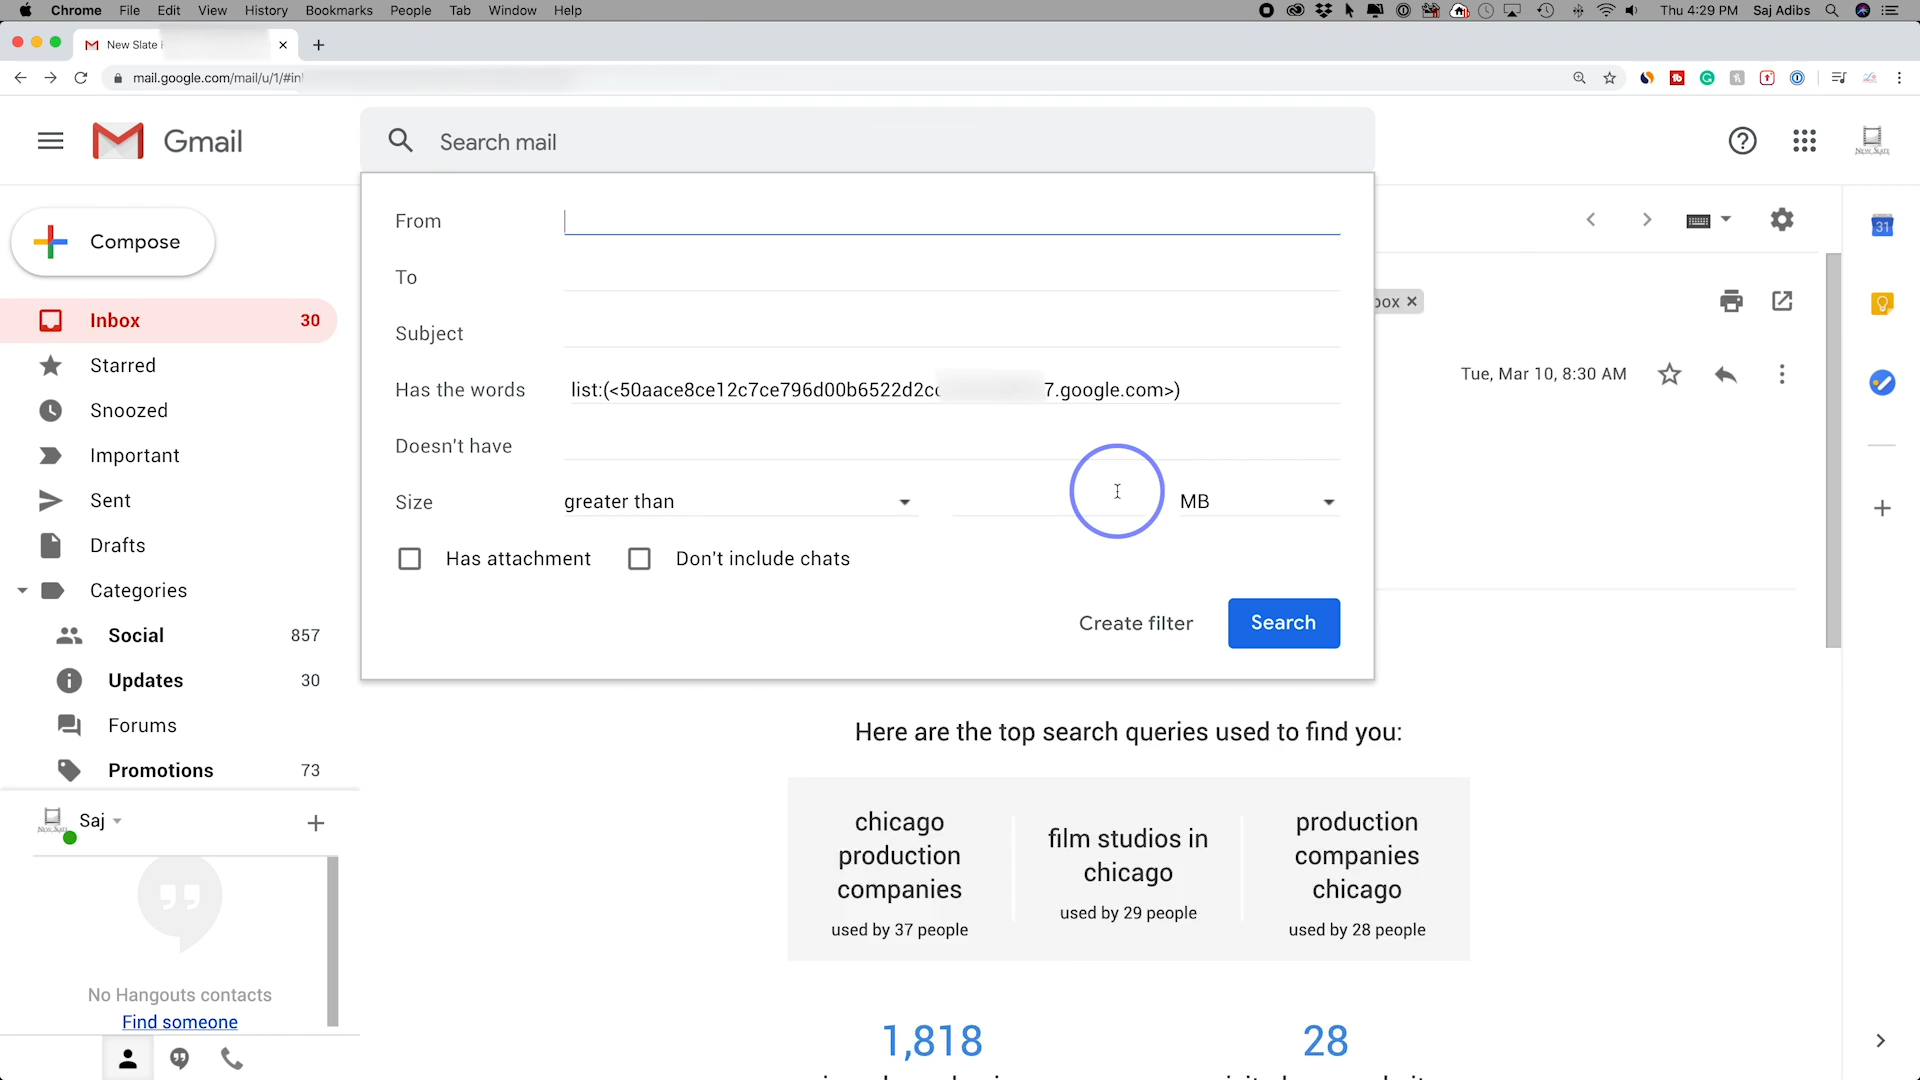 Chrome File Edit View History Bookmarks People Tab Window Help
Thu 4:29 PM Saj Adibs
New Slate
mail.google.com/mail/u/1/#in
Gmail
Search mail
Compose
Inbox 30
Starred
Snoozed
Important
Sent
Drafts
Categories
Social 857
Updates 30
Forums
Promotions 73
Saj
No Hangouts contacts
Find someone
From
To
Subject
Has the words list:(<50aace8ce12c7ce796d00b6522d2cc 7.google.com>)
Doesn't have
Size greater than MB
Has attachment Don't include chats
Create filter Search
box
Tue, Mar 10, 8:30 AM
31
Here are the top search queries used to find you:
chicago
production
companies
used by 37 people
film studios in
chicago
used by 29 people
production
companies
chicago
used by 28 people
1,818
28